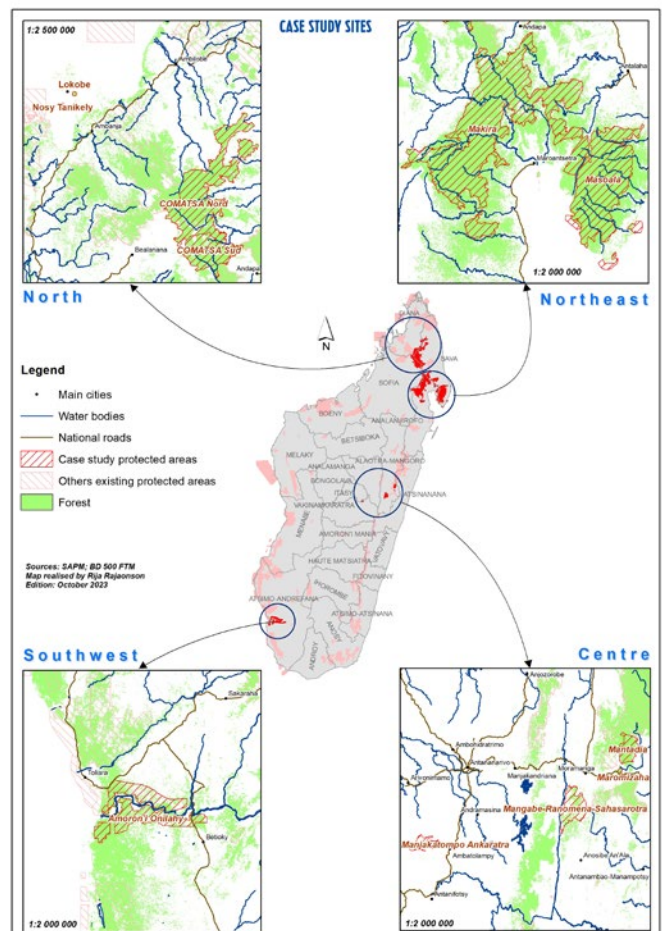 CASE STUDY SITES
1:2 500 000
Ambilobe
Lokobe
Nosy Tanikely
Ambanja
COMATSA Nord
COMATSA Sud
Bealanana
Andapa
North
Andapa
Antalaha
Makira
Maroantsetra
Masoala
1:2 000 000
Northeast
N
DIANA
SAVA
SOFIA
BOENY
ANALANJIROFO
BETSIBOKA
MELAKY
ALAOTRA-MANGORO
ANALAMANGA
BONGOLAVA
ITASY
ATSINANANA
VAKINANKARATRA
MENABE
AMORON'I MANIA
VATOVAVY
HAUTE MATSIATRA
FITOVINANY
IHOROMBE
ATSIMO-ANDREFANA
ATSIMO-ATSINANA
ANOSY
ANDROY
Legend
Main cities
Water bodies
National roads
Case study protected areas
Others existing protected areas
Forest
Sources: SAPM; BD 500 FTM
Map realised by Rija Rajaonson
Edition: October 2023
Southwest
Sakaraha
Toliara
Amoron'i Onilahy
Betioky
1:2 000 000
Centre
Anjozorobe
Ambohidratrimo
Antananarivo
Mantadia
Manjakandriana
Moramanga
Maromizaha
Arivonimamo
Andramasina
Mangabe-Ranomena-Sahasarotra
Manjakatompo Ankaratra
Ambatolampy
Anosibe An'Ala
Antanambao-Manampotsy
Antanifotsy
1:2 000 000